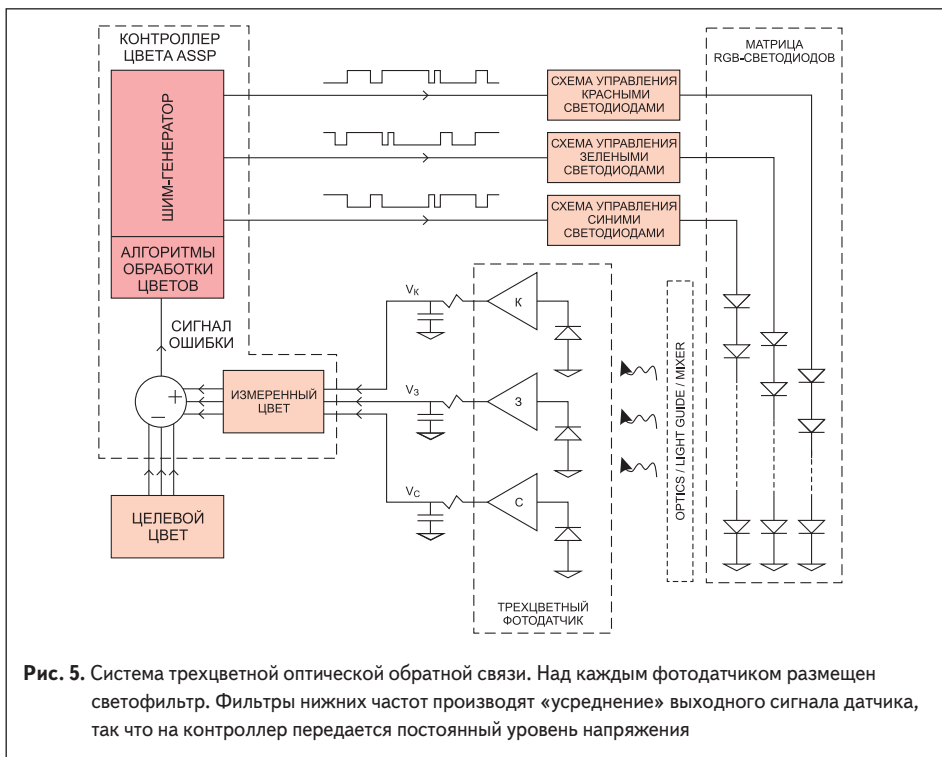 КОНТРОЛЛЕР
ЦВЕТА ASSP
ШИМ-ГЕНЕРАТОР
АЛГОРИТМЫ
ОБРАБОТКИ
ЦВЕТОВ
СХЕМА УПРАВЛЕНИЯ
КРАСНЫМИ
СВЕТОДИОДАМИ
СХЕМА УПРАВЛЕНИЯ
ЗЕЛЕНЫМИ
СВЕТОДИОДАМИ
СХЕМА УПРАВЛЕНИЯ
СИНИМИ
СВЕТОДИОДАМИ
МАТРИЦА
RGB-СВЕТОДИОДОВ
СИГНАЛ
ОШИБКИ
+
–
ИЗМЕРЕННЫЙ
ЦВЕТ
ЦЕЛЕВОЙ
ЦВЕТ
VК
К
VЗ
З
VС
С
ТРЕХЦВЕТНЫЙ
ФОТОДАТЧИК
OPTICS / LIGHT GUIDE / MIXER
Рис. 5. Система трехцветной оптической обратной связи. Над каждым фотодатчиком размещен
светофильтр. Фильтры нижних частот производят «усреднение» выходного сигнала датчика,
так что на контроллер передается постоянный уровень напряжения